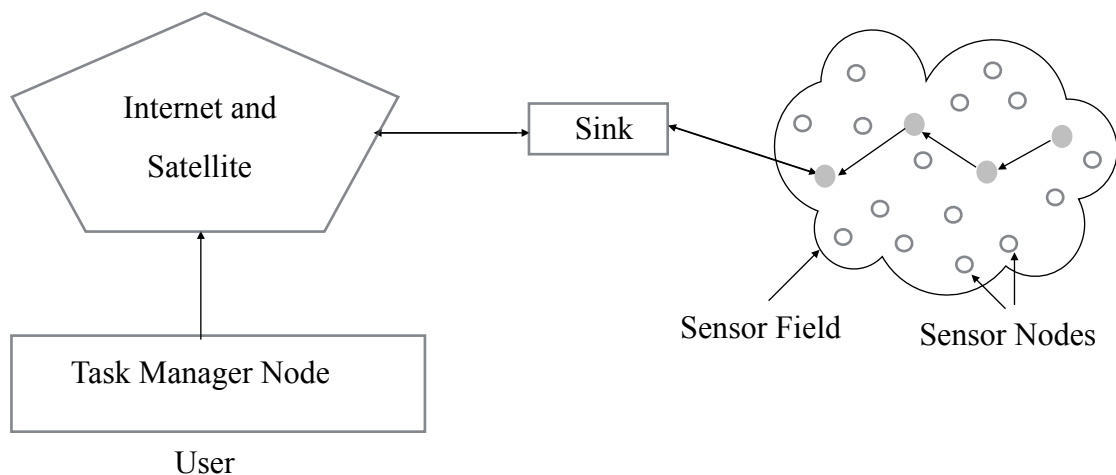 Internet and
Satellite
Sink
Sensor Field
Sensor Nodes
Task Manager Node
User